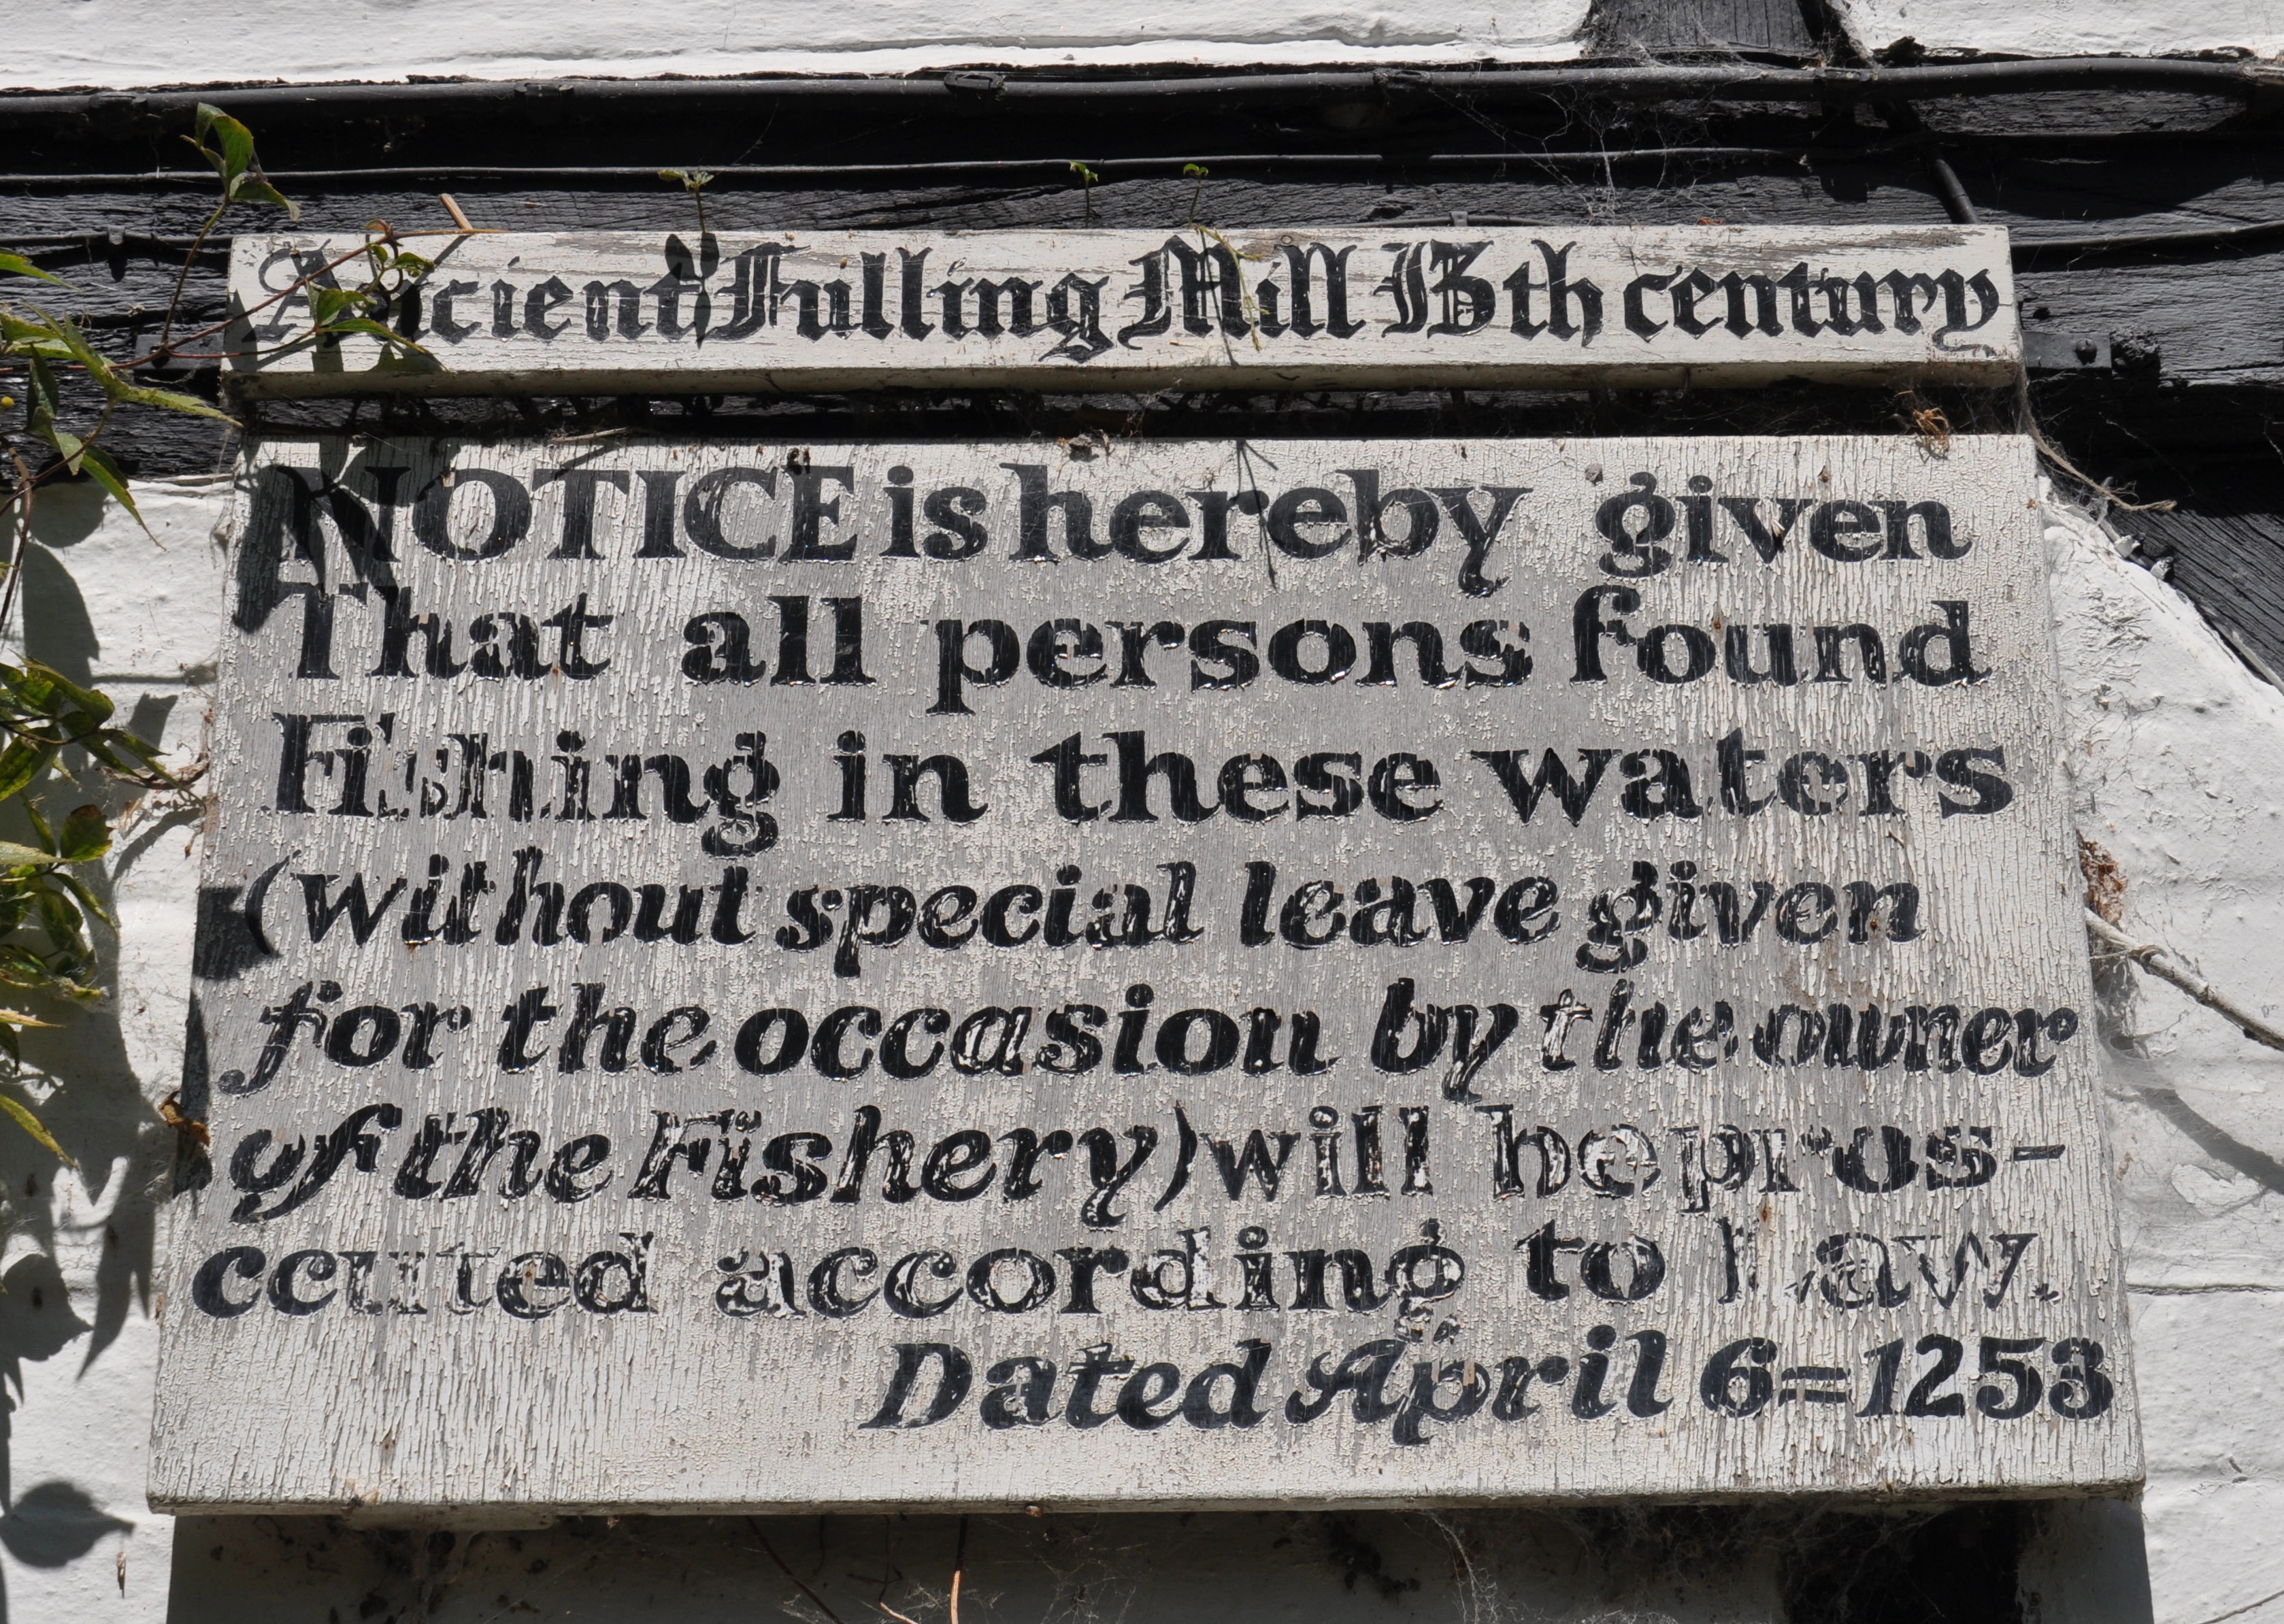 Ancient Fulling Mill 13th century
NOTICE is hereby given
That all persons found
Fishing in these waters
(without special leave given
for the occasion by the owner
of the Fishery) will be pros-
ecuted according to Law.
Dated April 6=1253